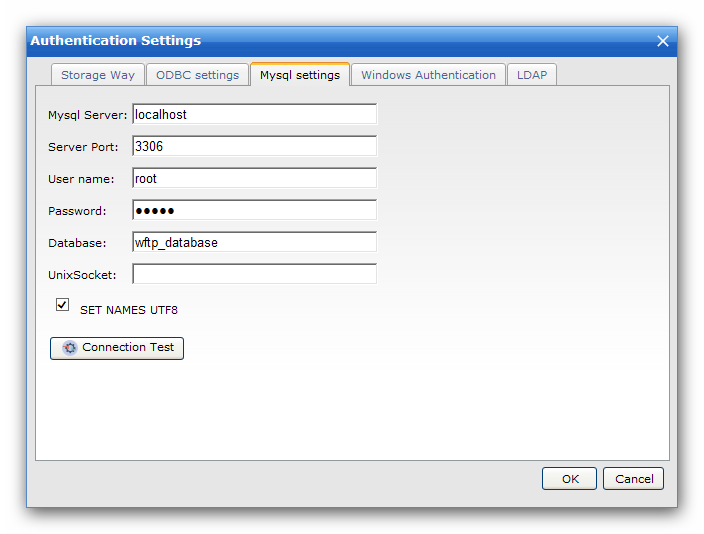 Authentication Settings
Storage Way ODBC settings Mysql settings Windows Authentication LDAP
Mysql Server: localhost
Server Port: 3306
User name: root
Password: ●●●●●
Database: wftp_database
UnixSocket:
SET NAMES UTF8
Connection Test
OK Cancel